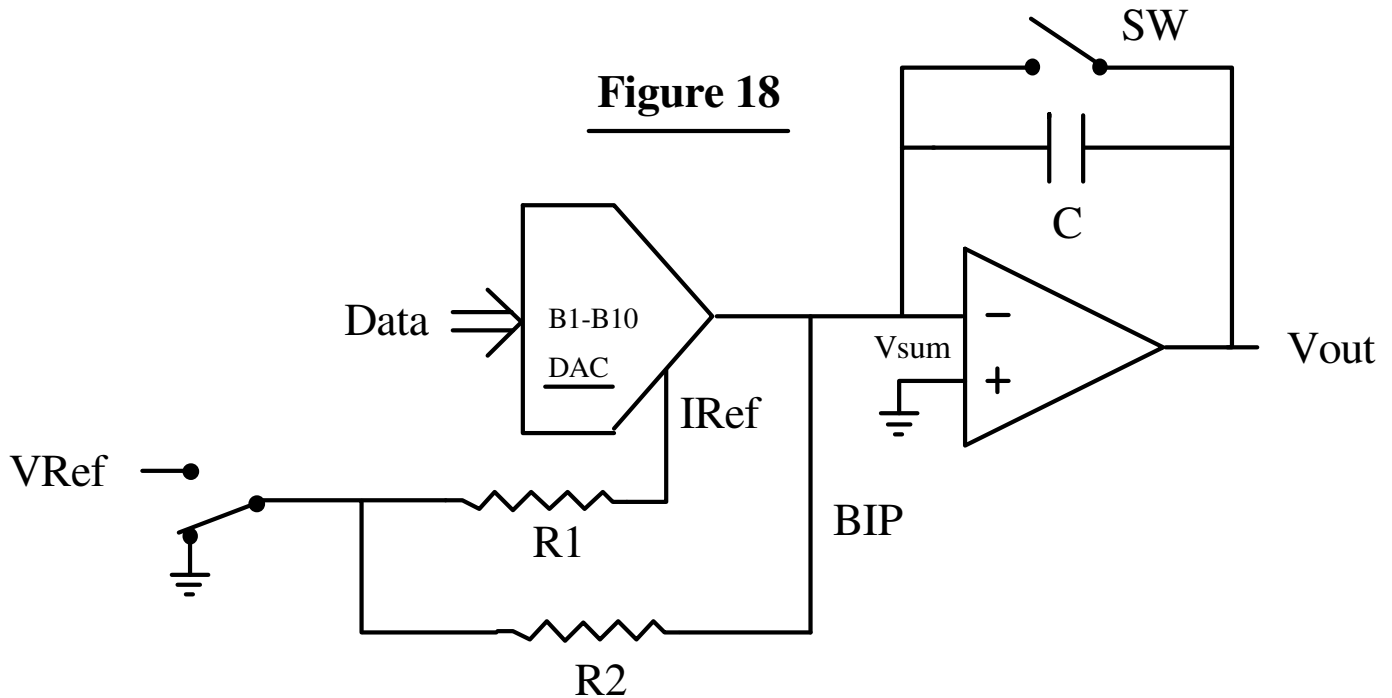 SW
Figure 18
C
Data
B1-B10
DAC
Vsum
−
+
Vout
IRef
VRef
BIP
R1
R2